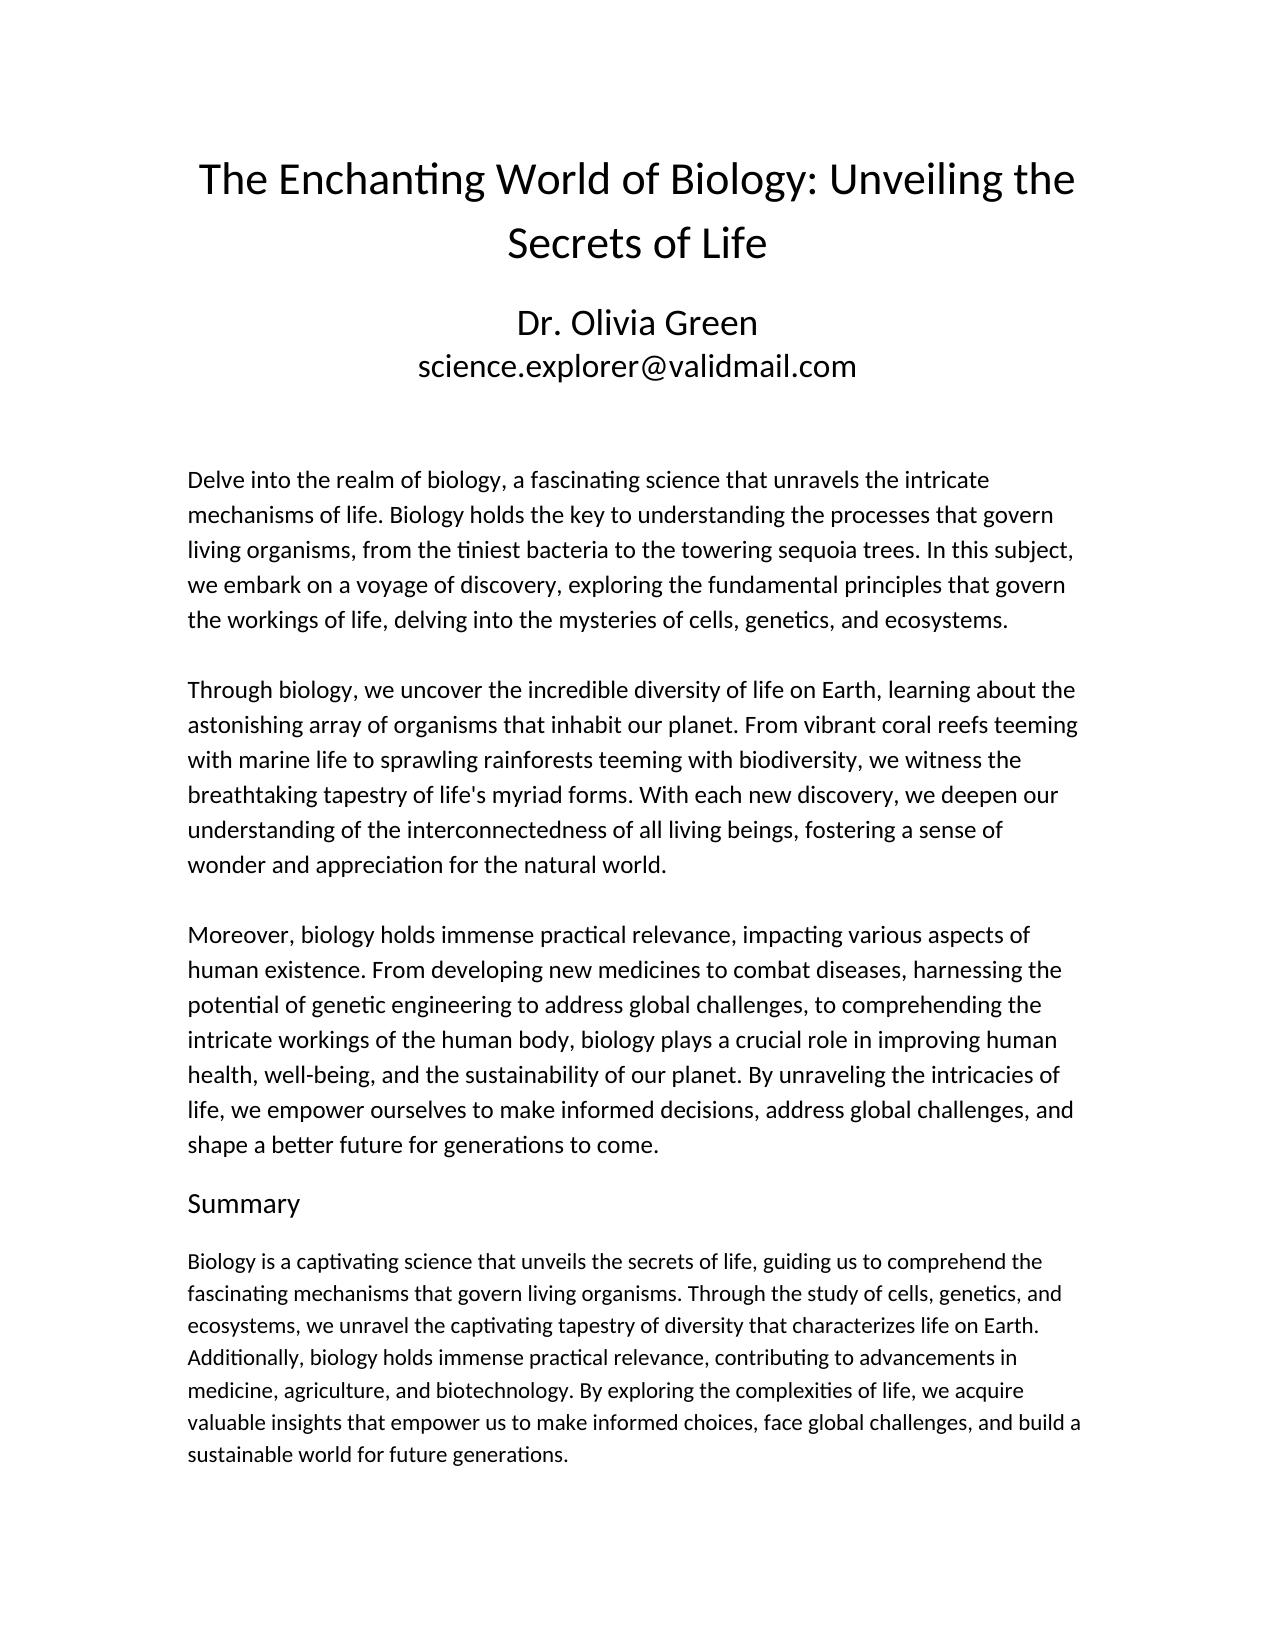 The Enchanting World of Biology: Unveiling the
Secrets of Life
Dr. Olivia Green
science.explorer@validmail.com
Delve into the realm of biology, a fascinating science that unravels the intricate
mechanisms of life. Biology holds the key to understanding the processes that govern
living organisms, from the tiniest bacteria to the towering sequoia trees. In this subject,
we embark on a voyage of discovery, exploring the fundamental principles that govern
the workings of life, delving into the mysteries of cells, genetics, and ecosystems.
Through biology, we uncover the incredible diversity of life on Earth, learning about the
astonishing array of organisms that inhabit our planet. From vibrant coral reefs teeming
with marine life to sprawling rainforests teeming with biodiversity, we witness the
breathtaking tapestry of life's myriad forms. With each new discovery, we deepen our
understanding of the interconnectedness of all living beings, fostering a sense of
wonder and appreciation for the natural world.
Moreover, biology holds immense practical relevance, impacting various aspects of
human existence. From developing new medicines to combat diseases, harnessing the
potential of genetic engineering to address global challenges, to comprehending the
intricate workings of the human body, biology plays a crucial role in improving human
health, well-being, and the sustainability of our planet. By unraveling the intricacies of
life, we empower ourselves to make informed decisions, address global challenges, and
shape a better future for generations to come.
Summary
Biology is a captivating science that unveils the secrets of life, guiding us to comprehend the
fascinating mechanisms that govern living organisms. Through the study of cells, genetics, and
ecosystems, we unravel the captivating tapestry of diversity that characterizes life on Earth.
Additionally, biology holds immense practical relevance, contributing to advancements in
medicine, agriculture, and biotechnology. By exploring the complexities of life, we acquire
valuable insights that empower us to make informed choices, face global challenges, and build a
sustainable world for future generations.